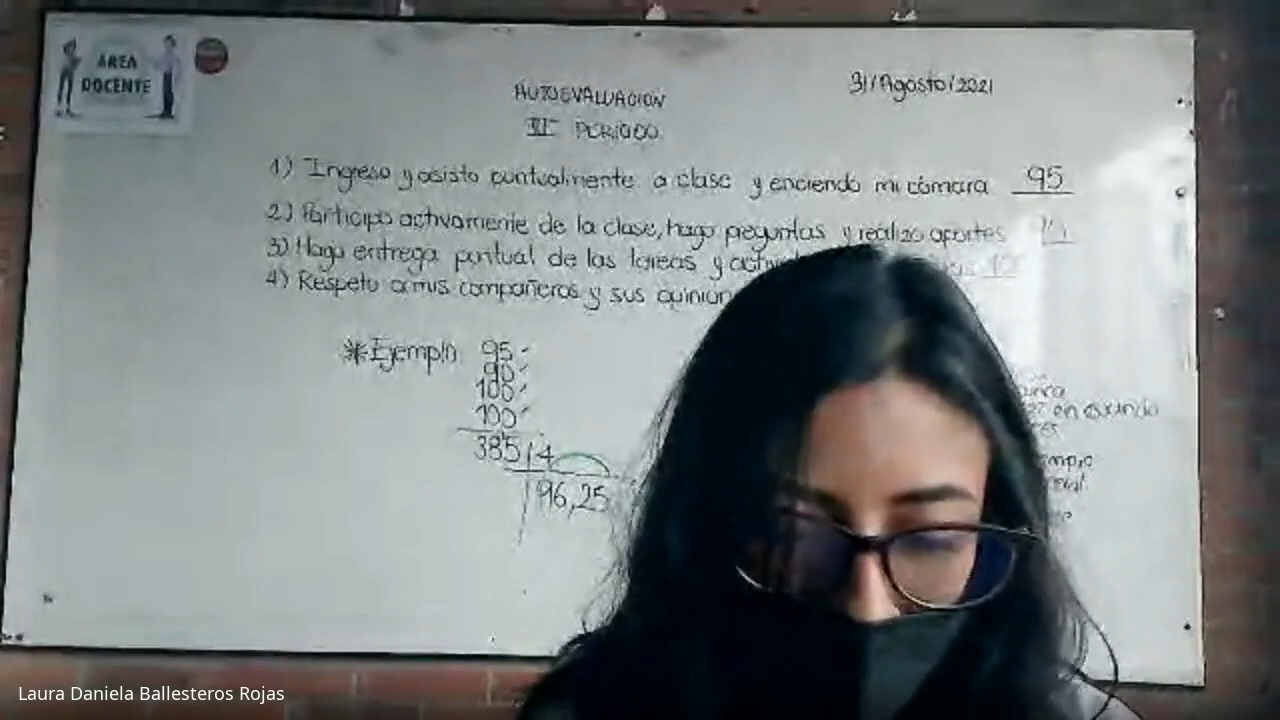 AREA
DOCENTE
AUTOEVALUACION
31/Agosto/2021
III PERIODO
1) Ingreso y asisto puntualmente a clase y enciendo mi cámara 95
2) Participo activamente de la clase, hago preguntas y realizo aportes
3) Hago entrega puntual de las tareas y
4) Respeto a mis compañeros y sus
*Ejemplo 95
90
100
100
385 4
96,25
Laura Daniela Ballesteros Rojas